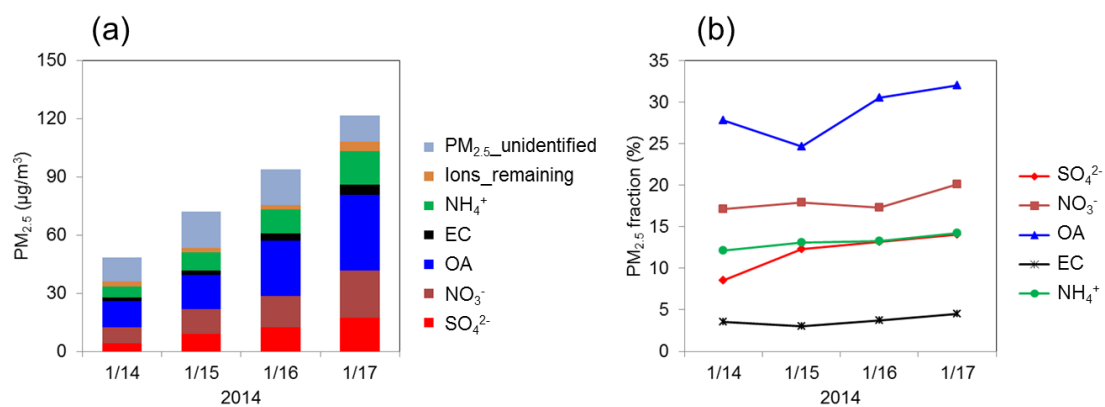 (a)
PM2.5 (μg/m³)
150
120
90
60
30
0
1/14 1/15 1/16 1/17
2014
PM2.5_unidentified
Ions_remaining
NH4⁺
EC
OA
NO3⁻
SO4²⁻
(b)
PM2.5 fraction (%)
35
30
25
20
15
10
5
0
1/14 1/15 1/16 1/17
2014
SO4²⁻
NO3⁻
OA
EC
NH4⁺